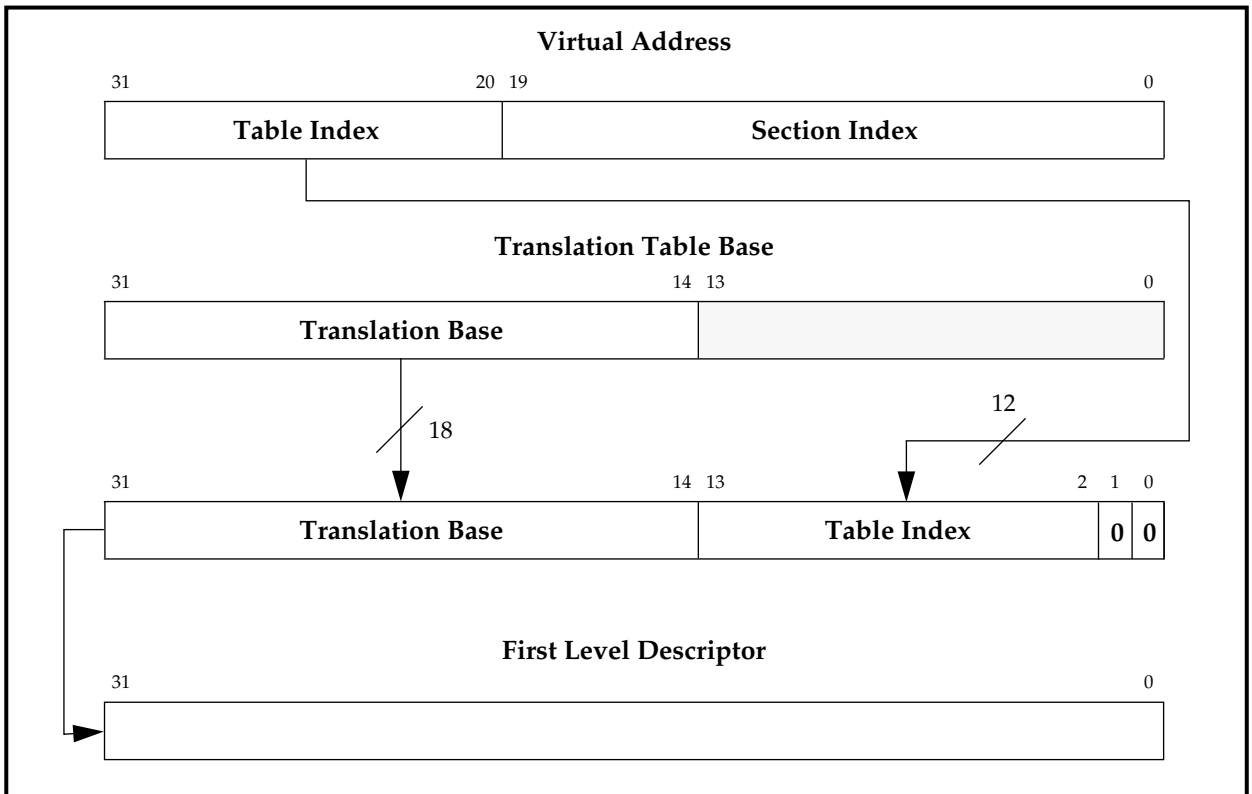 Virtual Address
31 20 19 0
Table Index Section Index
Translation Table Base
31 14 13 0
Translation Base
18 12
31 14 13 2 1 0
Translation Base Table Index 0 0
First Level Descriptor
31 0